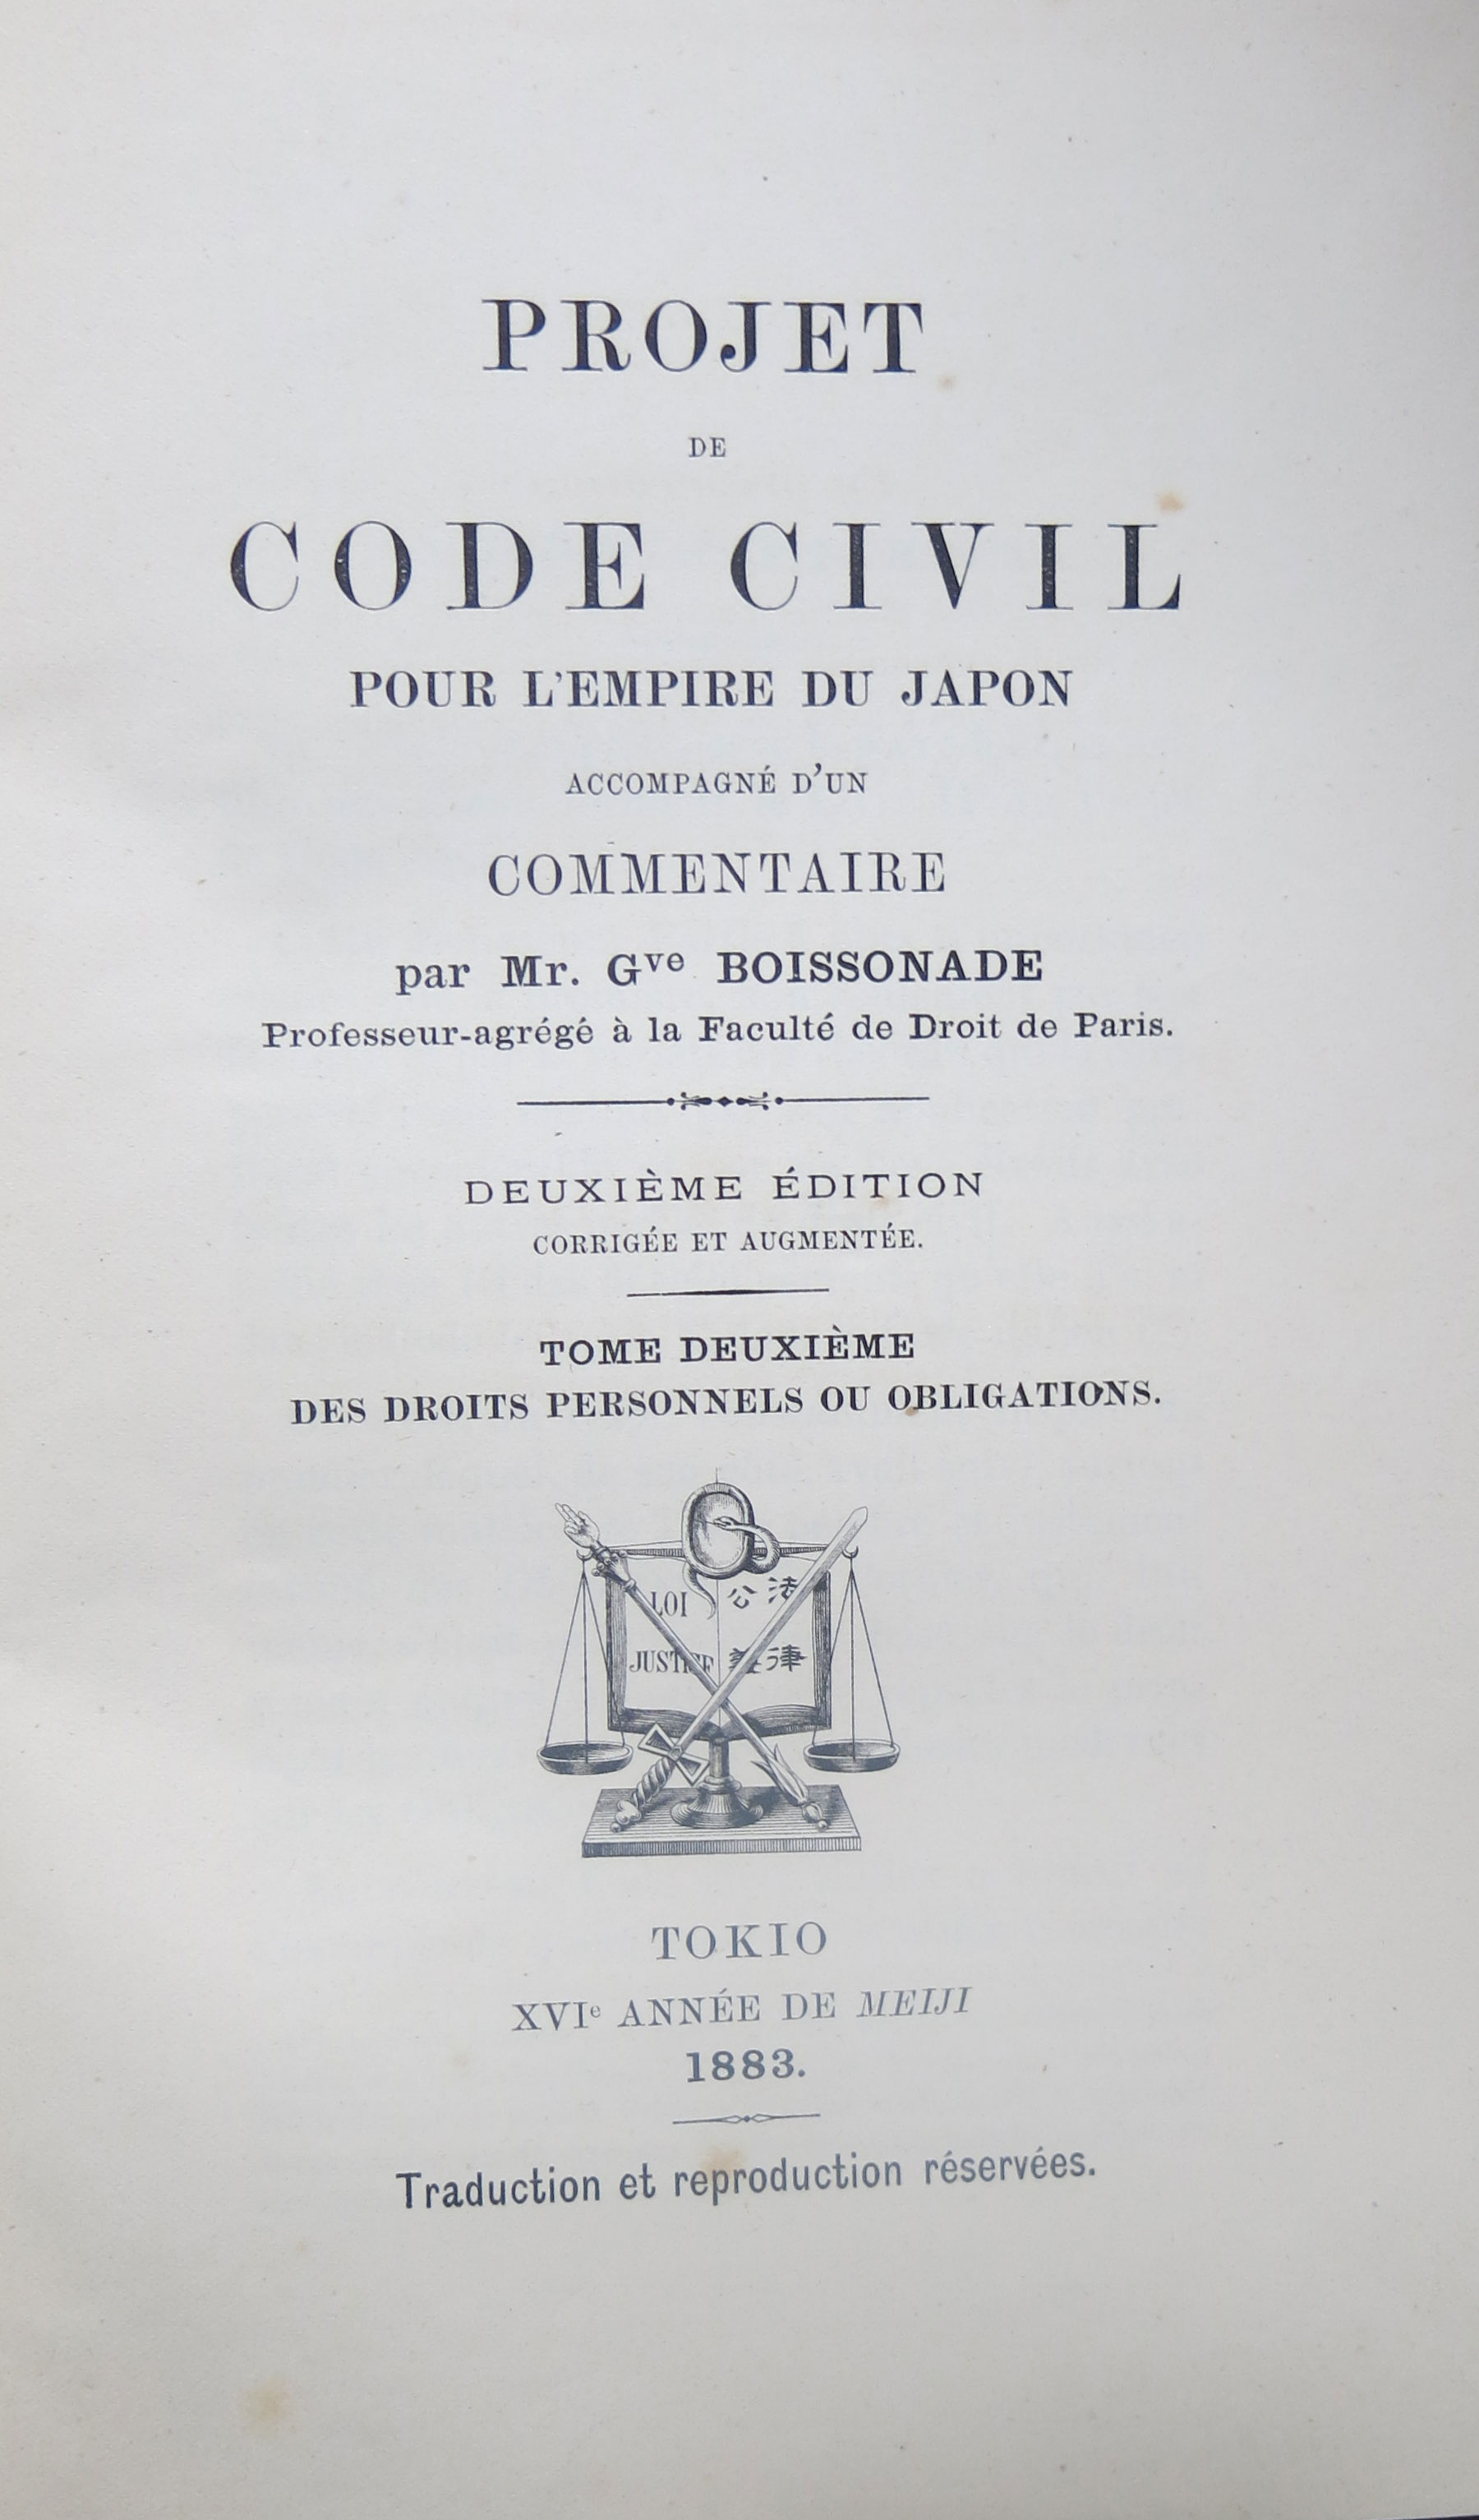 PROJET
DE
CODE CIVIL
POUR L'EMPIRE DU JAPON
ACCOMPAGNÉ D'UN
COMMENTAIRE
par Mr. Gve BOISSONADE
Professeur-agrégé à la Faculté de Droit de Paris.
DEUXIÈME ÉDITION
CORRIGÉE ET AUGMENTÉE.
TOME DEUXIÈME
DES DROITS PERSONNELS OU OBLIGATIONS.
LOI
JUSTICE
法律
公義
TOKIO
XVIe ANNÉE DE MEIJI
1883.
Traduction et reproduction réservées.